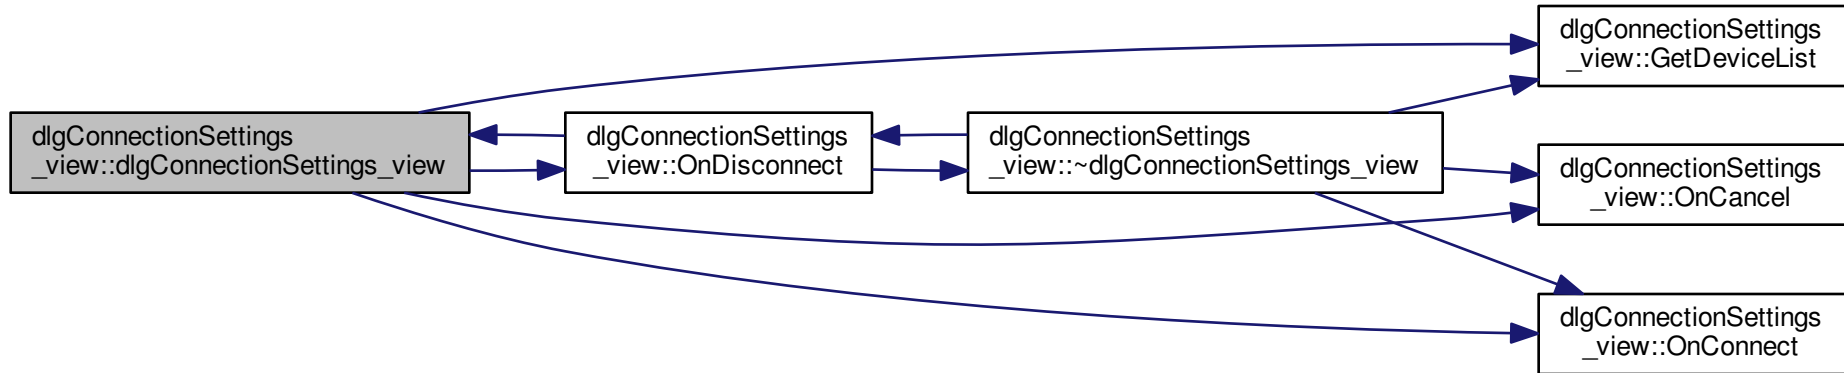 dlgConnectionSettings
_view::dlgConnectionSettings_view
dlgConnectionSettings
_view::OnDisconnect
dlgConnectionSettings
_view::~dlgConnectionSettings_view
dlgConnectionSettings
_view::GetDeviceList
dlgConnectionSettings
_view::OnCancel
dlgConnectionSettings
_view::OnConnect